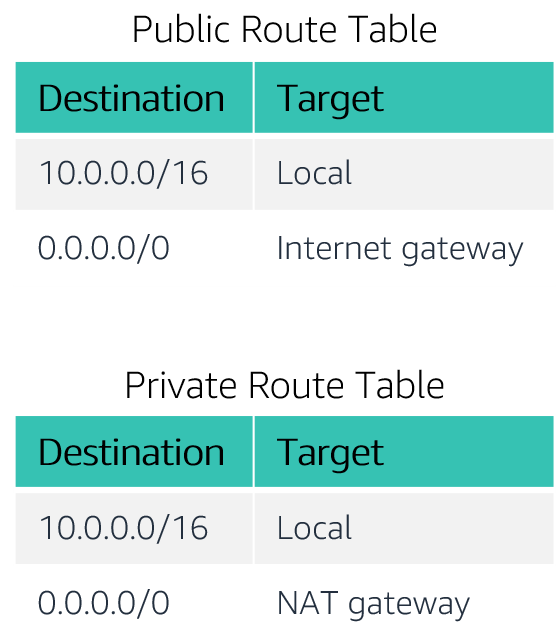 Public Route Table
Destination Target
10.0.0.0/16 Local
0.0.0.0/0 Internet gateway
Private Route Table
Destination Target
10.0.0.0/16 Local
0.0.0.0/0 NAT gateway